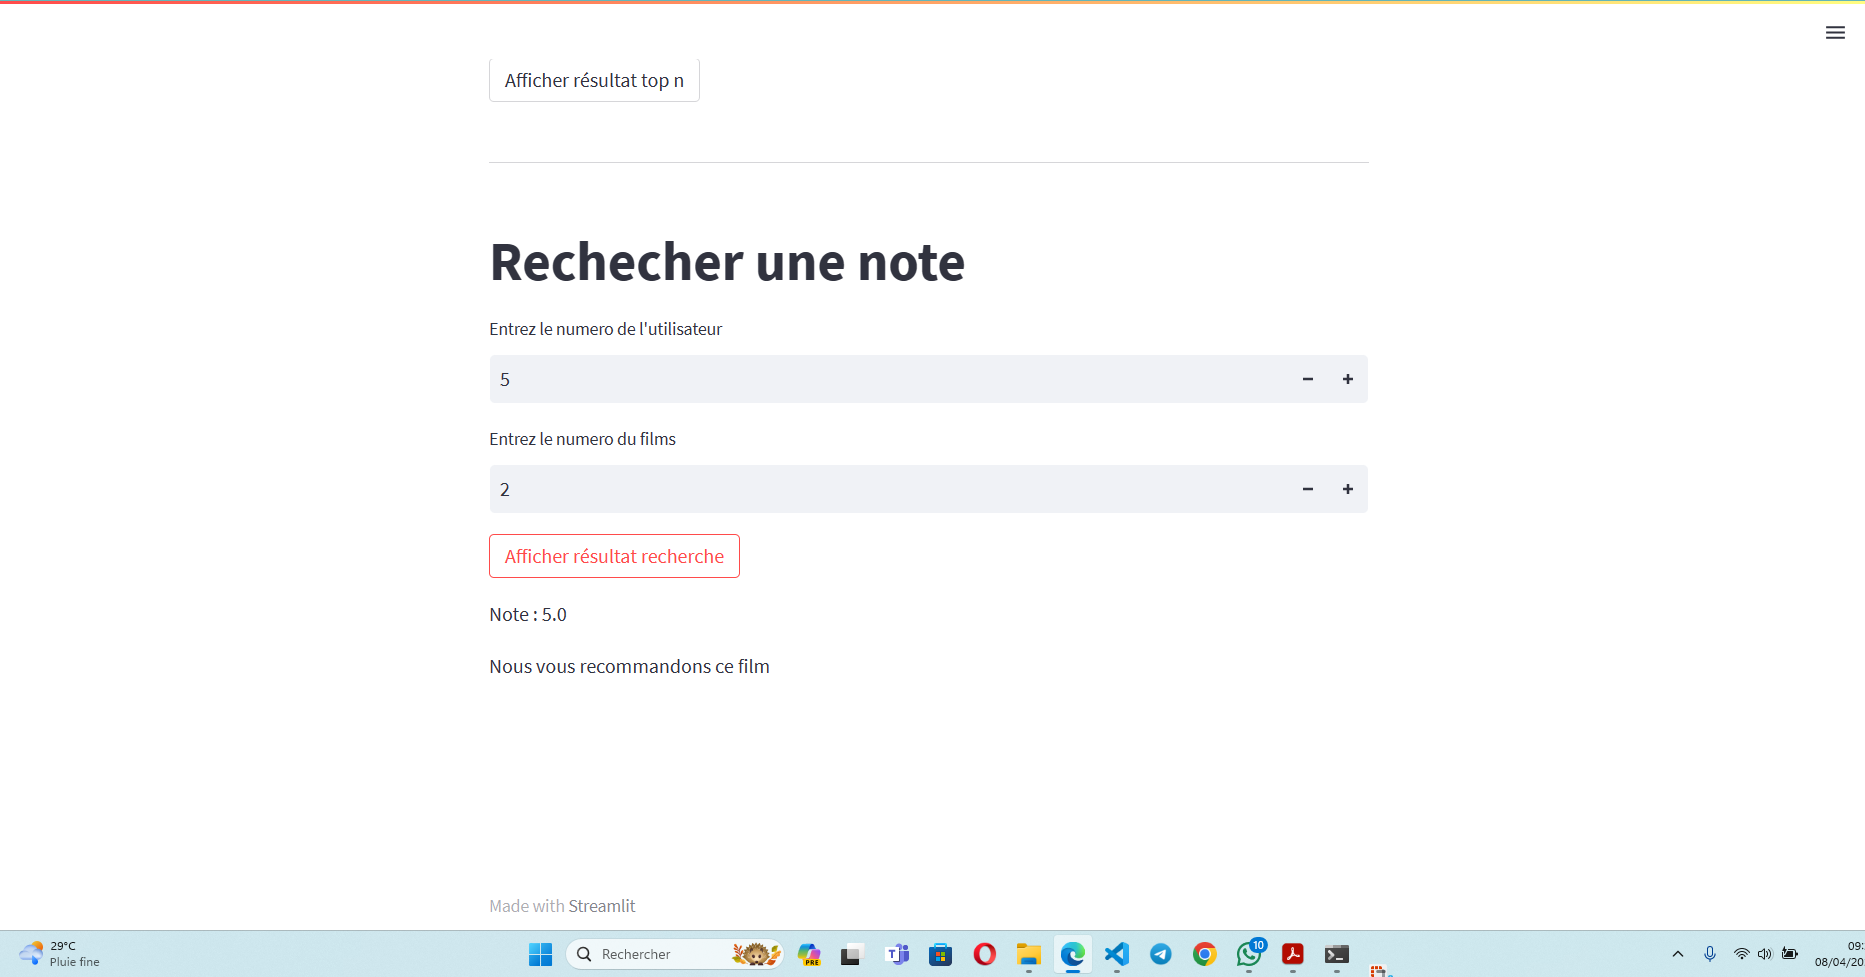 Afficher résultat top n
Rechecher une note
Entrez le numero de l'utilisateur
5
Entrez le numero du films
2
Afficher résultat recherche
Note : 5.0
Nous vous recommandons ce film
Made with Streamlit
29°C
Pluie fine
Rechercher
PRE
10
09:
08/04/20